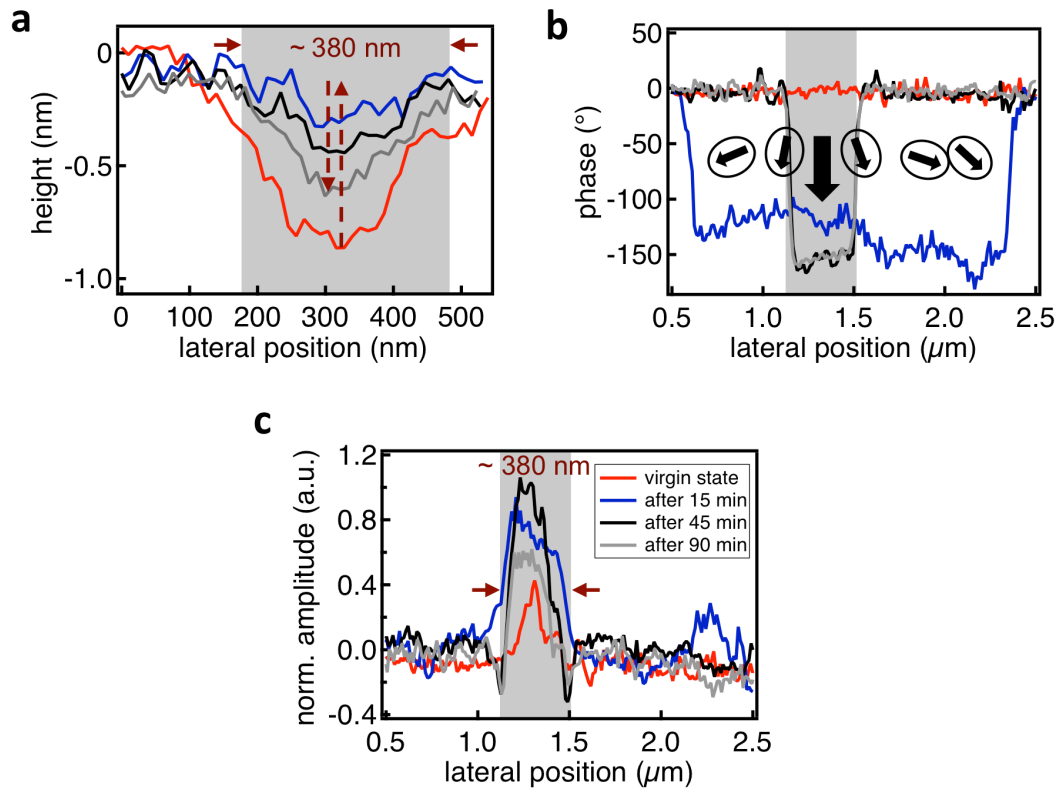 a
~ 380 nm
0
-0.5
-1.0
height (nm)
0 100 200 300 400 500
lateral position (nm)
b
50
0
-50
-100
-150
phase (°)
0.5 1.0 1.5 2.0 2.5
lateral position (µm)
c
~ 380 nm
1.2
0.8
0.4
0.0
-0.4
norm. amplitude (a.u.)
virgin state
after 15 min
after 45 min
after 90 min
0.5 1.0 1.5 2.0 2.5
lateral position (µm)